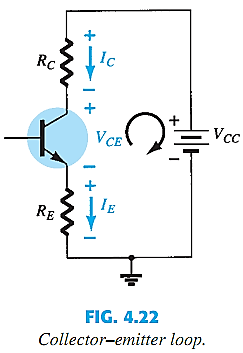 +
R_C
I_C
−
+
V_CE
−
+
V_CC
−
+
R_E
I_E
−
FIG. 4.22
Collector–emitter loop.